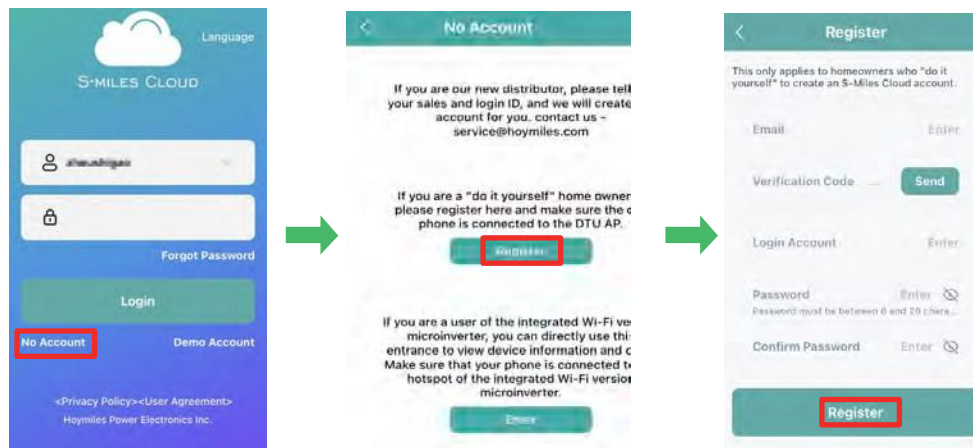 Language
S-MILES CLOUD
Forgot Password
Login
No Account
Demo Account
<Privacy Policy><User Agreement>
Hoymiles Power Electronics Inc.
No Account
If you are our new distributor, please tell
your sales and login ID, and we will create
account for you. contact us -
service@hoymiles.com
If you are a "do it yourself" home owner
please register here and make sure the
phone is connected to the DTU AP.
Register
If you are a user of the integrated Wi-Fi ve
microinverter, you can directly use thi
entrance to view device information and c
Make sure that your phone is connected t
hotspot of the integrated Wi-Fi version
microinverter.
Enter
Register
This only applies to homeowners who "do it
yourself" to create an S-Miles Cloud account.
Email
Enter
Verification Code
Send
Login Account
Enter
Password
Enter
Password must be between 6 and 20 chara...
Confirm Password
Enter
Register